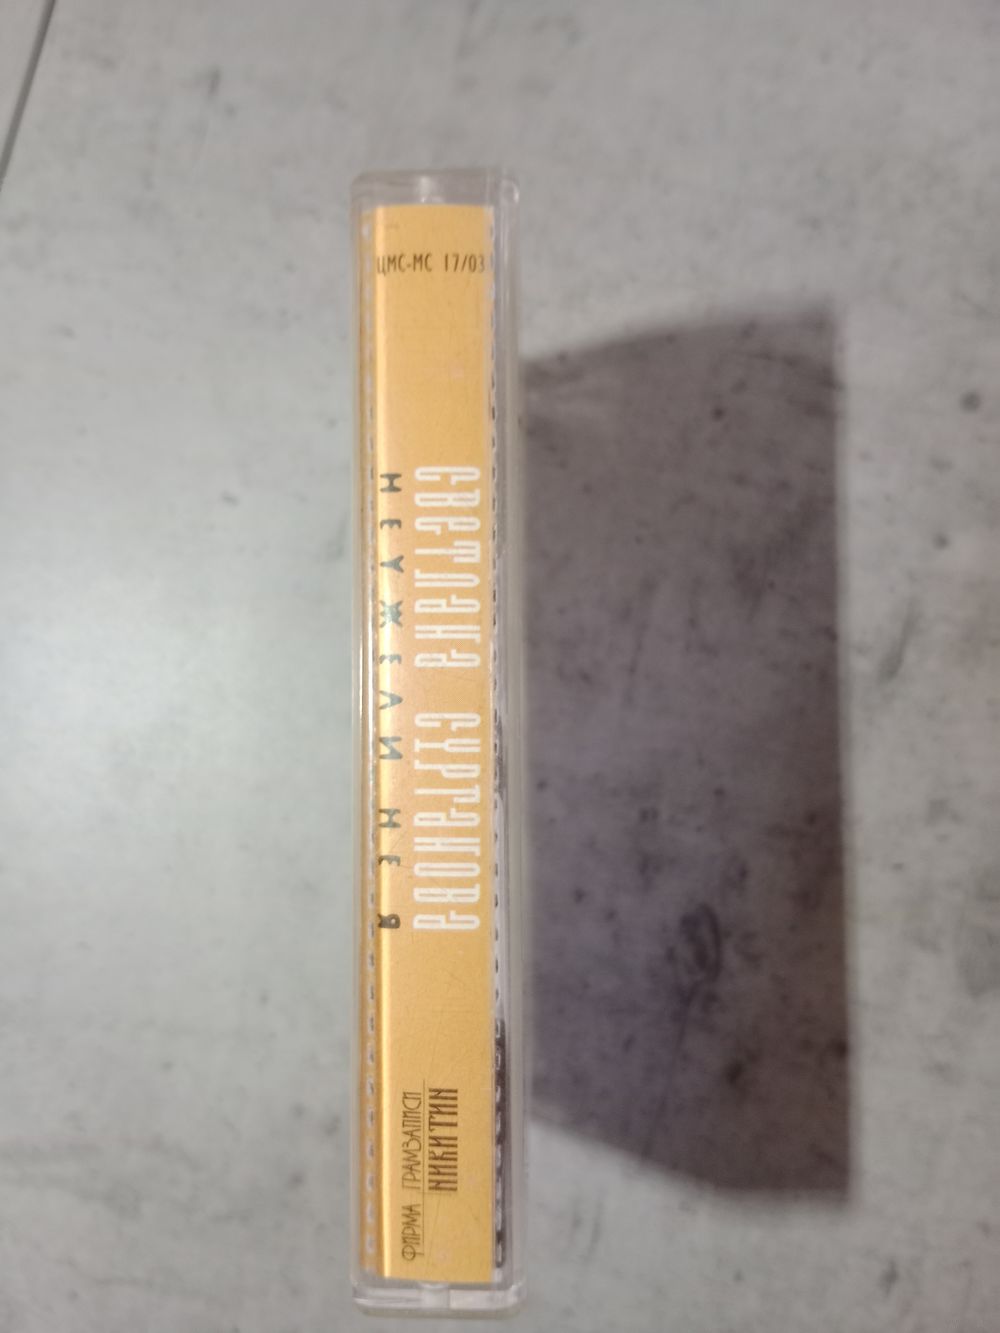 ЦМС-МС 17/03
СВЕТЛАНА СУРГАНОВА
НЕУЖЕЛИ НЕ Я
ФИРМА ГРАМЗАПИСИ
НИКИТИН